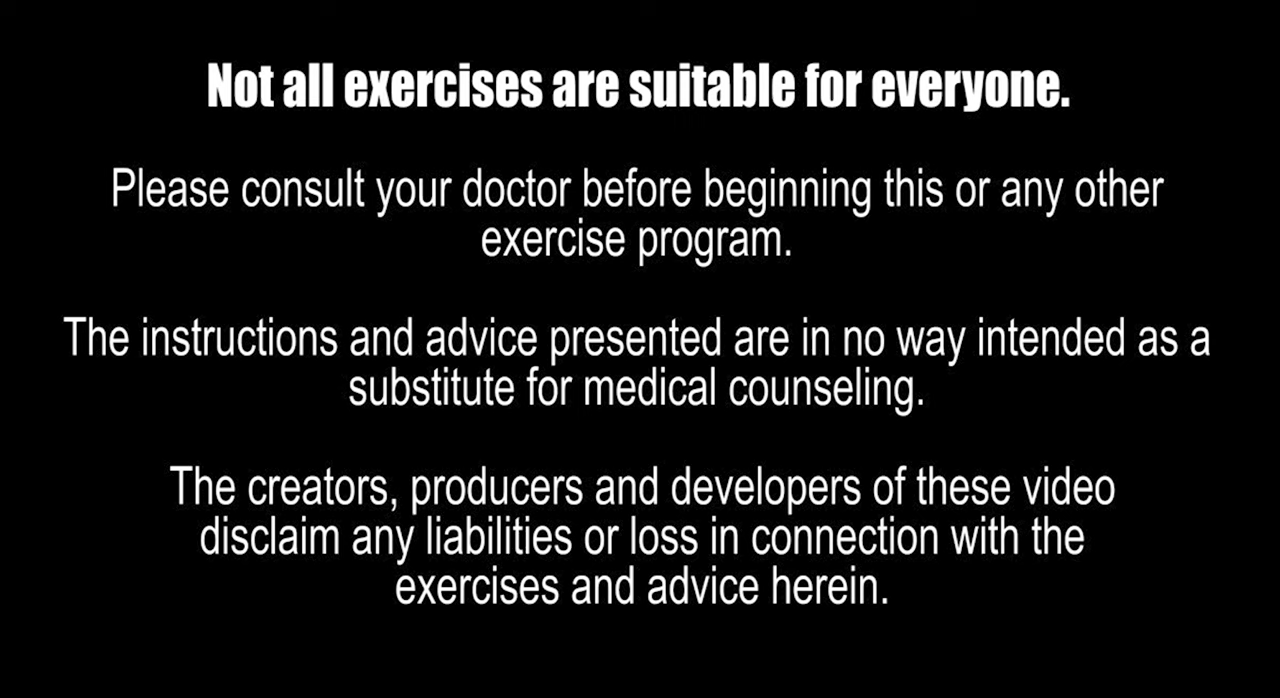 Not all exercises are suitable for everyone.
Please consult your doctor before beginning this or any other
exercise program.
The instructions and advice presented are in no way intended as a
substitute for medical counseling.
The creators, producers and developers of these video
disclaim any liabilities or loss in connection with the
exercises and advice herein.